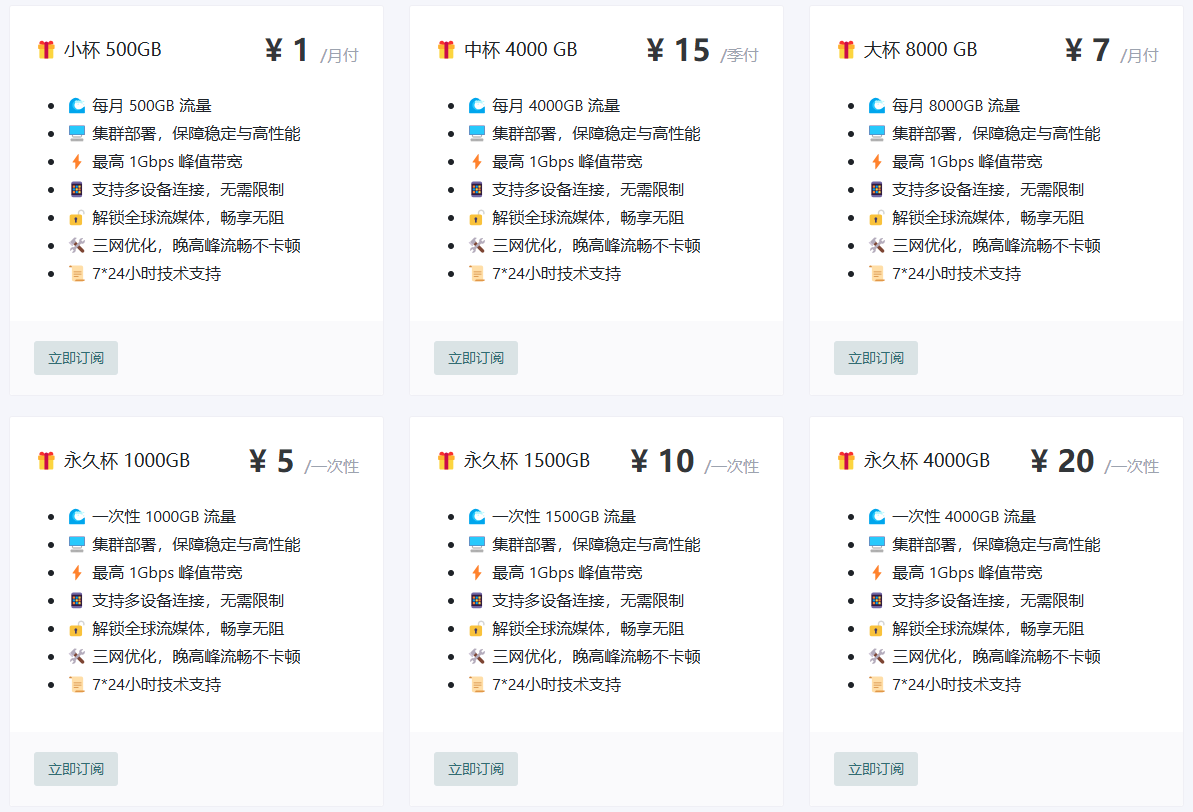 🎁 小杯 500GB ¥ 1 /月付
🌊 每月 500GB 流量
🖥️ 集群部署，保障稳定与高性能
⚡ 最高 1Gbps 峰值带宽
📱 支持多设备连接，无需限制
🔓 解锁全球流媒体，畅享无阻
🛠️ 三网优化，晚高峰流畅不卡顿
📜 7*24小时技术支持
立即订阅
🎁 中杯 4000 GB ¥ 15 /季付
🌊 每月 4000GB 流量
🖥️ 集群部署，保障稳定与高性能
⚡ 最高 1Gbps 峰值带宽
📱 支持多设备连接，无需限制
🔓 解锁全球流媒体，畅享无阻
🛠️ 三网优化，晚高峰流畅不卡顿
📜 7*24小时技术支持
立即订阅
🎁 大杯 8000 GB ¥ 7 /月付
🌊 每月 8000GB 流量
🖥️ 集群部署，保障稳定与高性能
⚡ 最高 1Gbps 峰值带宽
📱 支持多设备连接，无需限制
🔓 解锁全球流媒体，畅享无阻
🛠️ 三网优化，晚高峰流畅不卡顿
📜 7*24小时技术支持
立即订阅
🎁 永久杯 1000GB ¥ 5 /一次性
🌊 一次性 1000GB 流量
🖥️ 集群部署，保障稳定与高性能
⚡ 最高 1Gbps 峰值带宽
📱 支持多设备连接，无需限制
🔓 解锁全球流媒体，畅享无阻
🛠️ 三网优化，晚高峰流畅不卡顿
📜 7*24小时技术支持
立即订阅
🎁 永久杯 1500GB ¥ 10 /一次性
🌊 一次性 1500GB 流量
🖥️ 集群部署，保障稳定与高性能
⚡ 最高 1Gbps 峰值带宽
📱 支持多设备连接，无需限制
🔓 解锁全球流媒体，畅享无阻
🛠️ 三网优化，晚高峰流畅不卡顿
📜 7*24小时技术支持
立即订阅
🎁 永久杯 4000GB ¥ 20 /一次性
🌊 一次性 4000GB 流量
🖥️ 集群部署，保障稳定与高性能
⚡ 最高 1Gbps 峰值带宽
📱 支持多设备连接，无需限制
🔓 解锁全球流媒体，畅享无阻
🛠️ 三网优化，晚高峰流畅不卡顿
📜 7*24小时技术支持
立即订阅